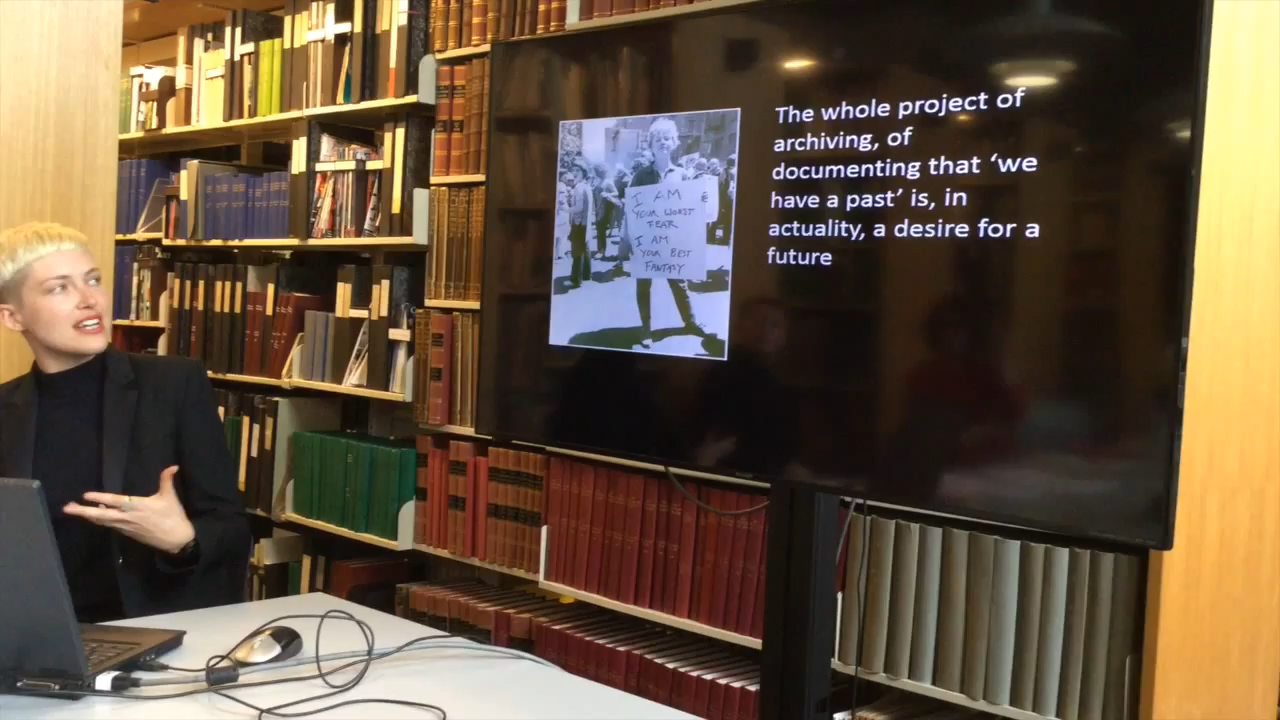 The whole project of
archiving, of
documenting that ‘we
have a past’ is, in
actuality, a desire for a
future
I AM
YOUR WORST
FEAR
I AM
YOUR BEST
FANTASY